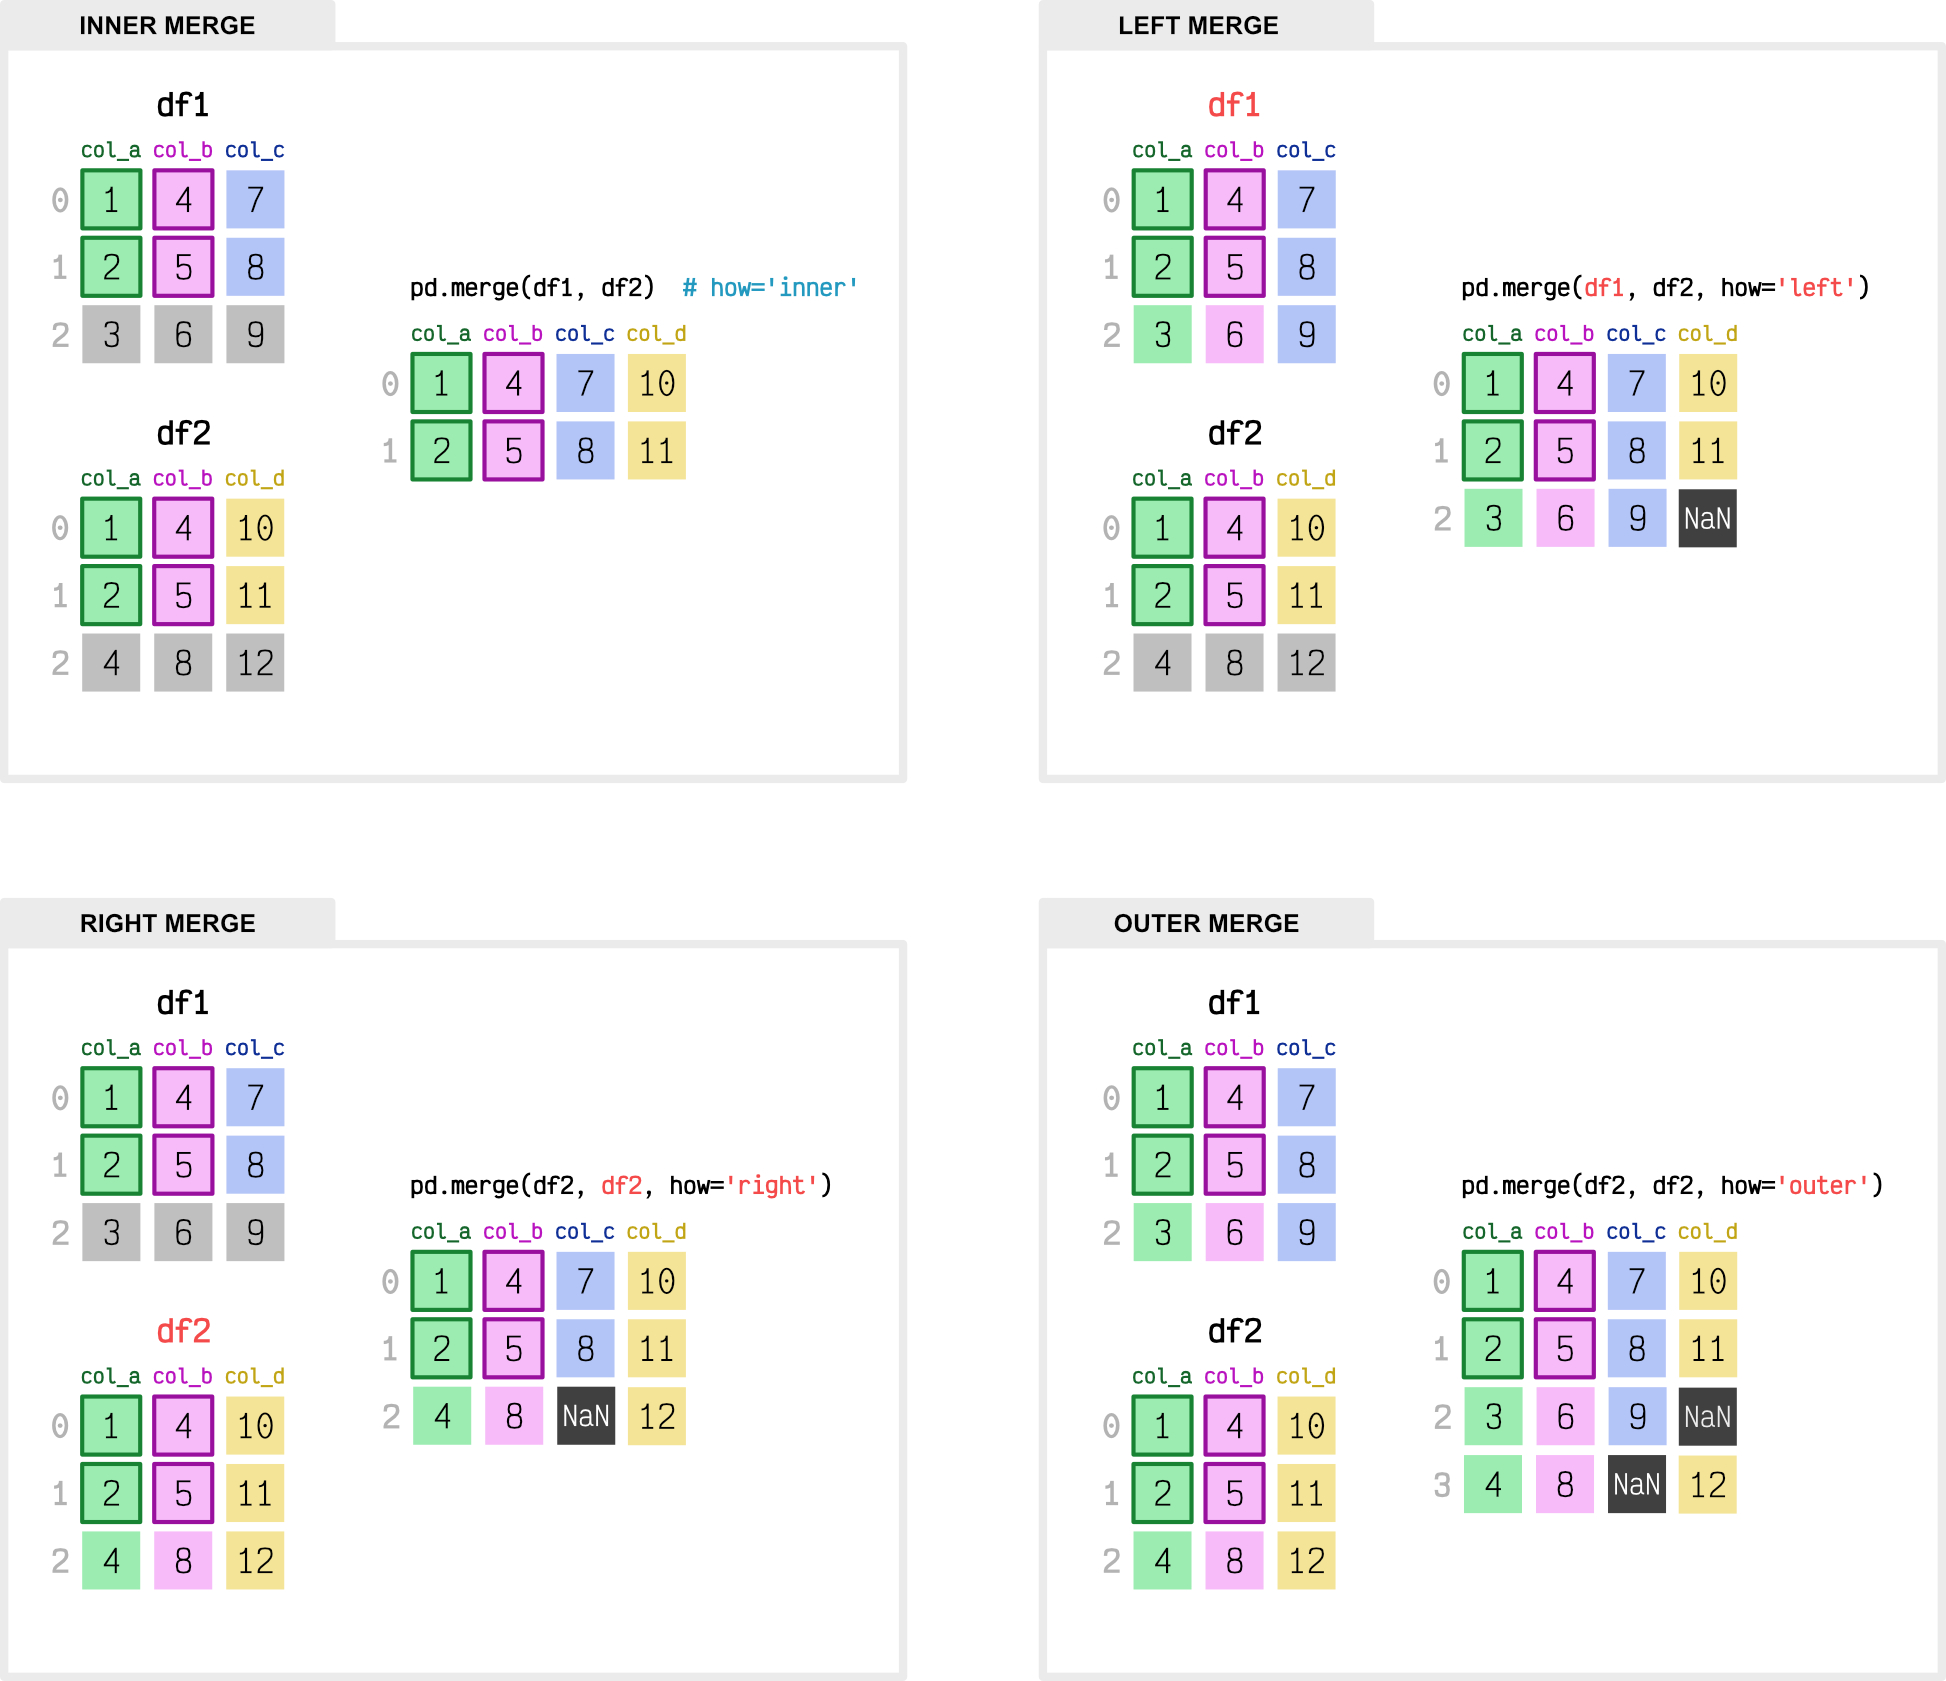 INNER MERGE
df1
col_a col_b col_c
0 1 4 7
1 2 5 8
2 3 6 9
df2
col_a col_b col_d
0 1 4 10
1 2 5 11
2 4 8 12
pd.merge(df1, df2)  # how='inner'
col_a col_b col_c col_d
0 1 4 7 10
1 2 5 8 11
LEFT MERGE
df1
col_a col_b col_c
0 1 4 7
1 2 5 8
2 3 6 9
df2
col_a col_b col_d
0 1 4 10
1 2 5 11
2 4 8 12
pd.merge(df1, df2, how='left')
col_a col_b col_c col_d
0 1 4 7 10
1 2 5 8 11
2 3 6 9 NaN
RIGHT MERGE
df1
col_a col_b col_c
0 1 4 7
1 2 5 8
2 3 6 9
df2
col_a col_b col_d
0 1 4 10
1 2 5 11
2 4 8 12
pd.merge(df2, df2, how='right')
col_a col_b col_c col_d
0 1 4 7 10
1 2 5 8 11
2 4 8 NaN 12
OUTER MERGE
df1
col_a col_b col_c
0 1 4 7
1 2 5 8
2 3 6 9
df2
col_a col_b col_d
0 1 4 10
1 2 5 11
2 4 8 12
pd.merge(df2, df2, how='outer')
col_a col_b col_c col_d
0 1 4 7 10
1 2 5 8 11
2 3 6 9 NaN
3 4 8 NaN 12